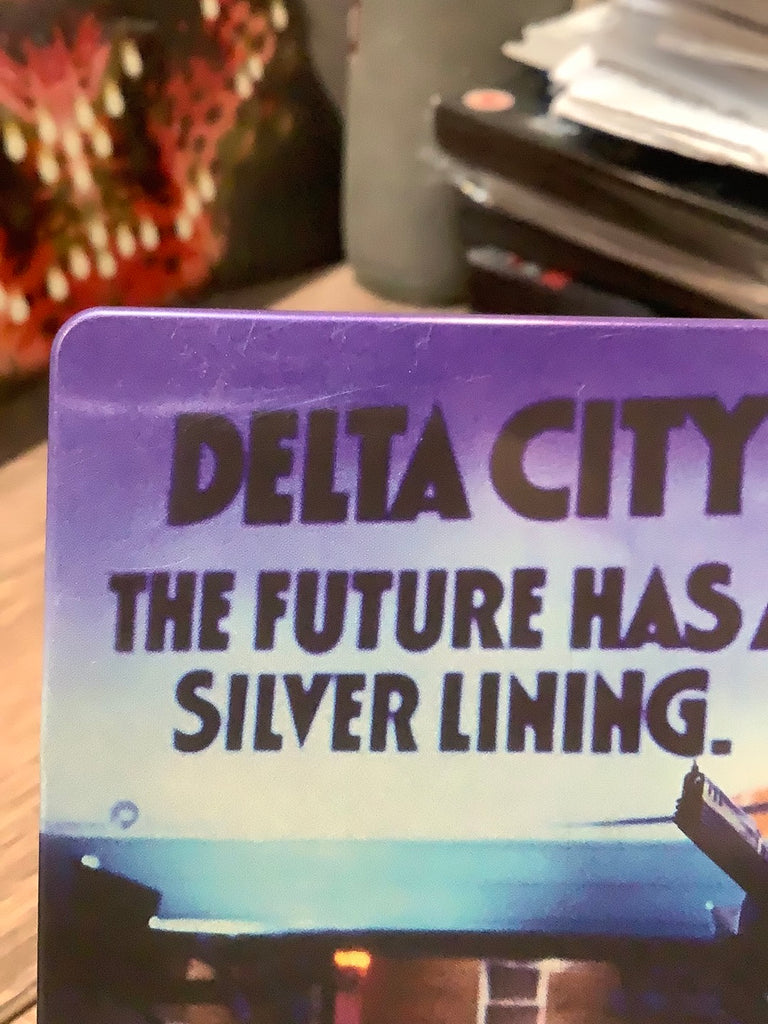 DELTA CITY
THE FUTURE HAS A
SILVER LINING.